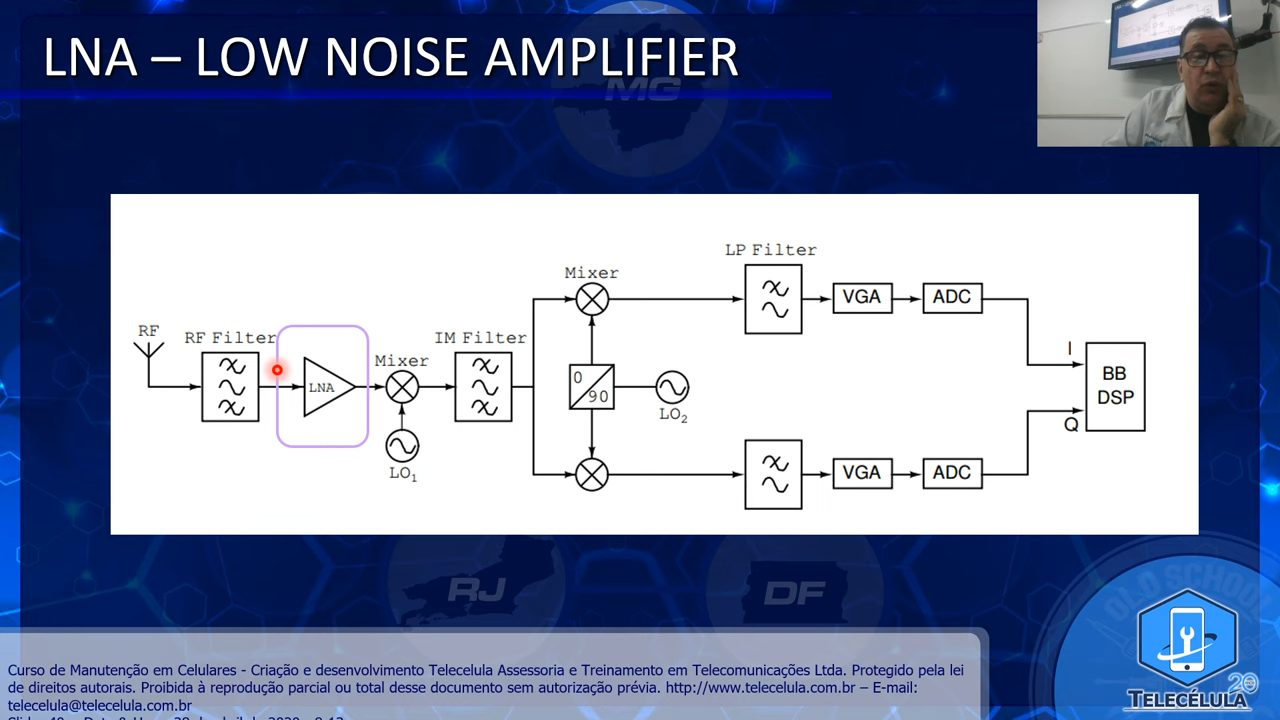 LNA – LOW NOISE AMPLIFIER
MG
LP Filter
Mixer
VGA
ADC
RF
RF Filter
IM Filter
Mixer
I
LNA
0
90
BB
DSP
LO2
LO1
Q
VGA
ADC
RJ
DF
OLD SCHOOL
Curso de Manutenção em Celulares - Criação e desenvolvimento Telecelula Assessoria e Treinamento em Telecomunicações Ltda. Protegido pela lei
de direitos autorais. Proibida à reprodução parcial ou total desse documento sem autorização prévia. http://www.telecelula.com.br – E-mail:
telecelula@telecelula.com.br
TELECÉLULA
20